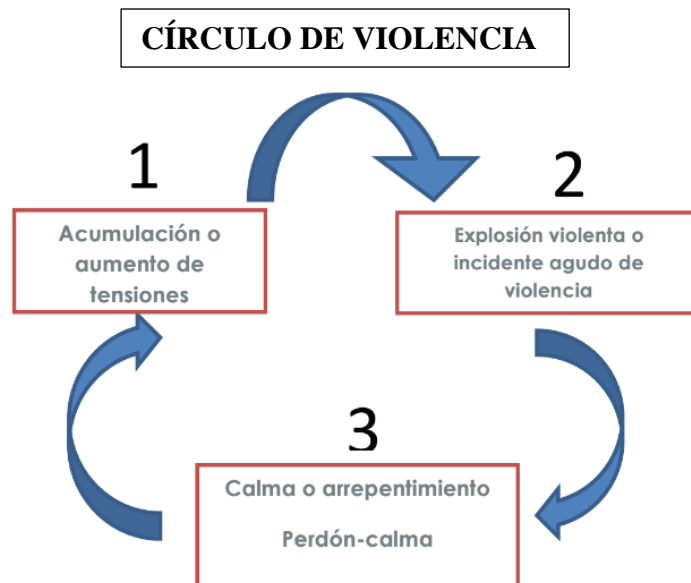 CÍRCULO DE VIOLENCIA
1
Acumulación o
aumento de
tensiones
2
Explosión violenta o
incidente agudo de
violencia
3
Calma o arrepentimiento
Perdón-calma